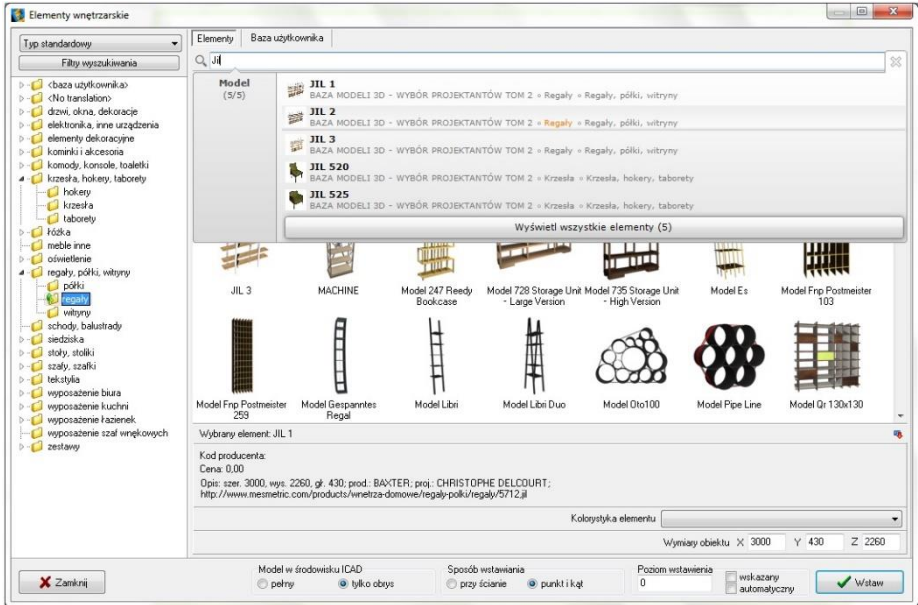 Elementy wnętrzarskie
Typ standardowy
Filtry wyszukiwania
<baza użytkownika>
<No translation>
drzwi, okna, dekoracje
elektronika, inne urządzenia
elementy dekoracyjne
kominki i akcesoria
komody, konsole, toaletki
krzesła, hokery, taborety
hokery
krzesła
taborety
łóżka
meble inne
oświetlenie
regały, półki, witryny
półki
regały
witryny
schody, balustrady
siedziska
stoły, stoliki
szafy, szafki
tekstylia
wyposażenie biura
wyposażenie kuchni
wyposażenie łazienek
wyposażenie szaf wnękowych
zestawy
Elementy Baza użytkownika
Jil
Model
(5/5)
JIL 1
BAZA MODELI 3D - WYBÓR PROJEKTANTÓW TOM 2 » Regały » Regały, półki, witryny
JIL 2
BAZA MODELI 3D - WYBÓR PROJEKTANTÓW TOM 2 » Regały » Regały, półki, witryny
JIL 3
BAZA MODELI 3D - WYBÓR PROJEKTANTÓW TOM 2 » Regały » Regały, półki, witryny
JIL 520
BAZA MODELI 3D - WYBÓR PROJEKTANTÓW TOM 2 » Krzesła » Krzesła, hokery, taborety
JIL 525
BAZA MODELI 3D - WYBÓR PROJEKTANTÓW TOM 2 » Krzesła » Krzesła, hokery, taborety
Wyświetl wszystkie elementy (5)
JIL 3
MACHINE
Model 247 Reedy
Bookcase
Model 728 Storage Unit
- Large Version
Model 735 Storage Unit
- High Version
Model Es
Model Fnp Postmeister
103
Model Fnp Postmeister
259
Model Gespanntes
Regal
Model Libri
Model Libri Duo
Model Oto100
Model Pipe Line
Model Qr 130x130
Wybrany element: JIL 1
Kod producenta:
Cena: 0,00
Opis: szer. 3000, wys. 2260, gł. 430; prod.: BAXTER; proj.: CHRISTOPHE DELCOURT;
http://www.mesmetric.com/products/wnetrza-domowe/regaly-polki/regaly/5712,jil
Kolorystyka elementu
Wymiary obiektu X 3000 Y 430 Z 2260
Zamknij
Model w środowisku ICAD
pełny tylko obrys
Sposób wstawiania
przy ścianie punkt i kąt
Poziom wstawienia
0
wskazany
automatyczny
Wstaw